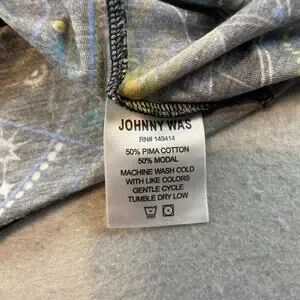 JOHNNY WAS
RN# 149414
50% PIMA COTTON
50% MODAL
MACHINE WASH COLD
WITH LIKE COLORS
GENTLE CYCLE
TUMBLE DRY LOW